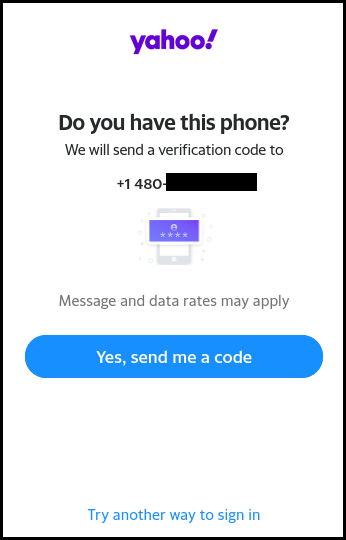 yahoo!
Do you have this phone?
We will send a verification code to
+1 480-
****
Message and data rates may apply
Yes, send me a code
Try another way to sign in